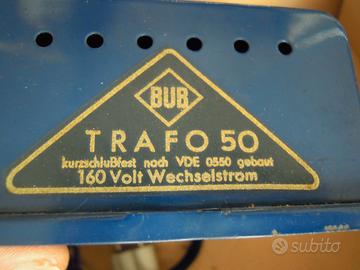 BUB
TRAFO 50
kurzschlußfest nach VDE 0550 gebaut
160 Volt Wechselstrom
subito